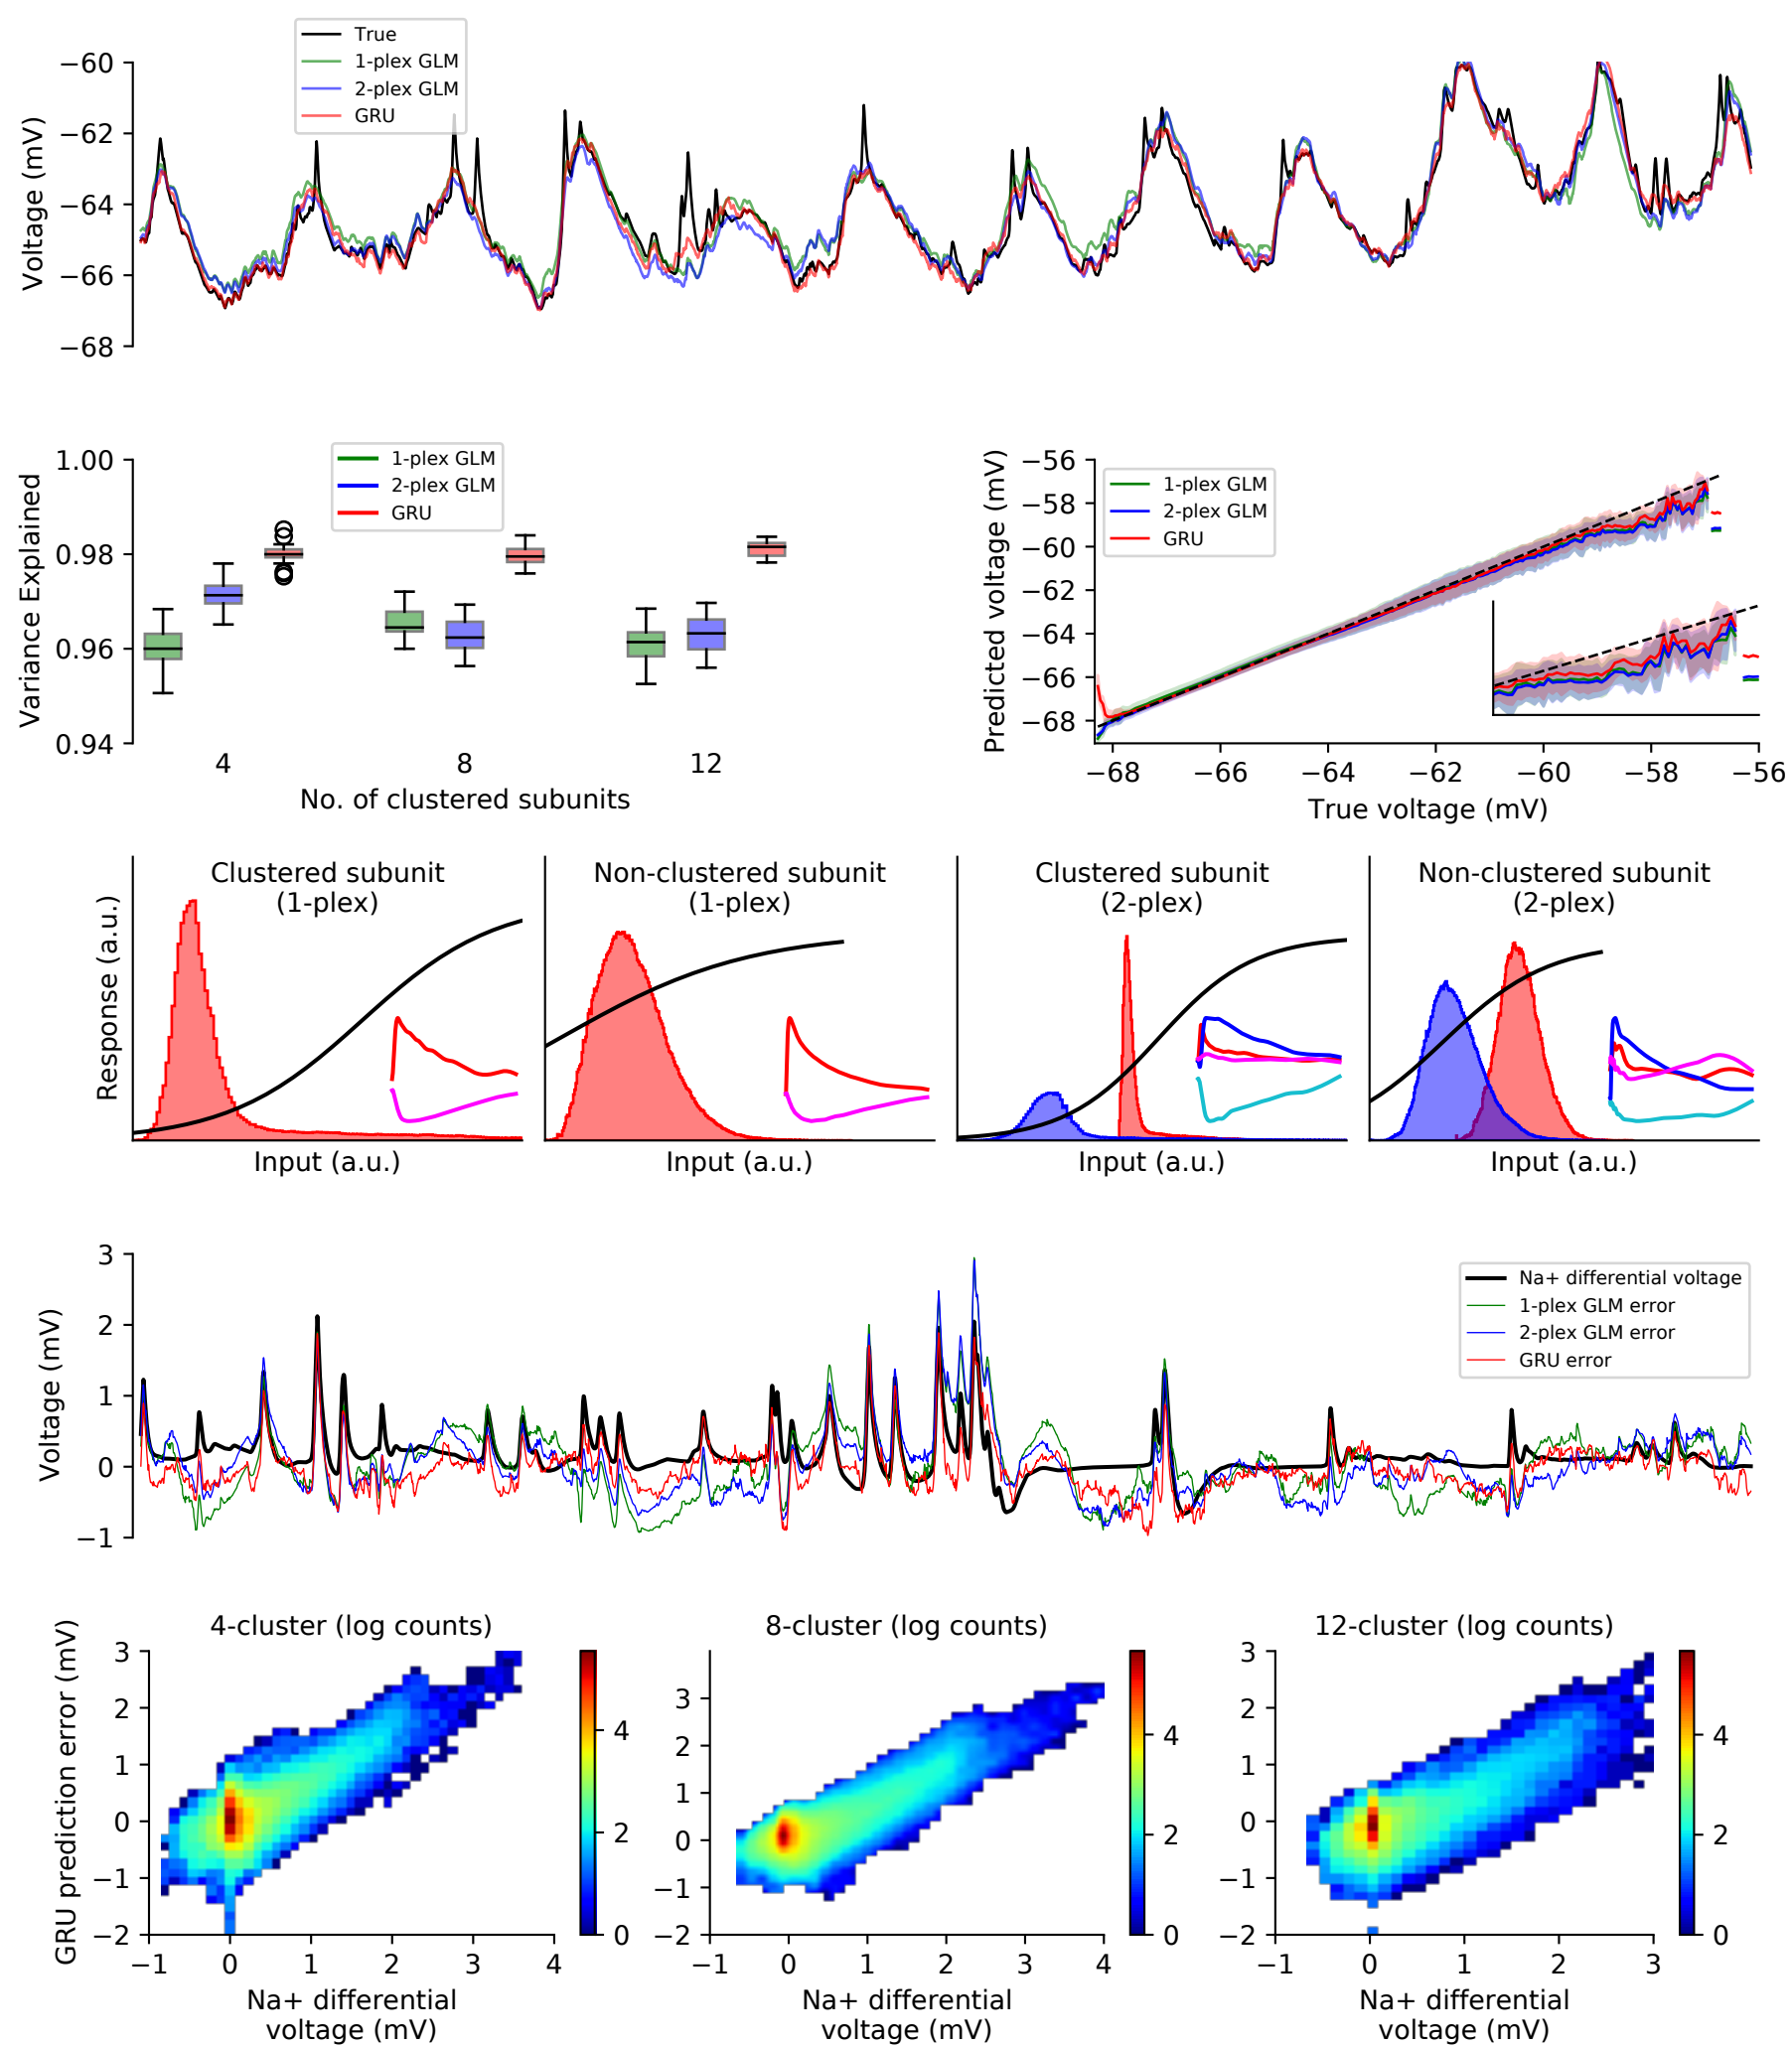 True
1-plex GLM
2-plex GLM
GRU
−60
−62
−64
−66
−68
Voltage (mV)
1.00
0.98
0.96
0.94
Variance Explained
1-plex GLM
2-plex GLM
GRU
4
8
12
No. of clustered subunits
−56
−58
−60
−62
−64
−66
−68
Predicted voltage (mV)
1-plex GLM
2-plex GLM
GRU
−68
−66
−64
−62
−60
−58
−56
True voltage (mV)
Response (a.u.)
Clustered subunit
(1-plex)
Input (a.u.)
Non-clustered subunit
(1-plex)
Input (a.u.)
Clustered subunit
(2-plex)
Input (a.u.)
Non-clustered subunit
(2-plex)
Input (a.u.)
3
2
1
0
−1
Voltage (mV)
Na+ differential voltage
1-plex GLM error
2-plex GLM error
GRU error
4-cluster (log counts)
GRU prediction error (mV)
3
2
1
0
−1
−2
−1
0
1
2
3
4
Na+ differential
voltage (mV)
4
2
0
8-cluster (log counts)
3
2
1
0
−1
−2
−1
0
1
2
3
4
Na+ differential
voltage (mV)
4
2
0
12-cluster (log counts)
3
2
1
0
−1
−2
−1
0
1
2
3
Na+ differential
voltage (mV)
4
2
0